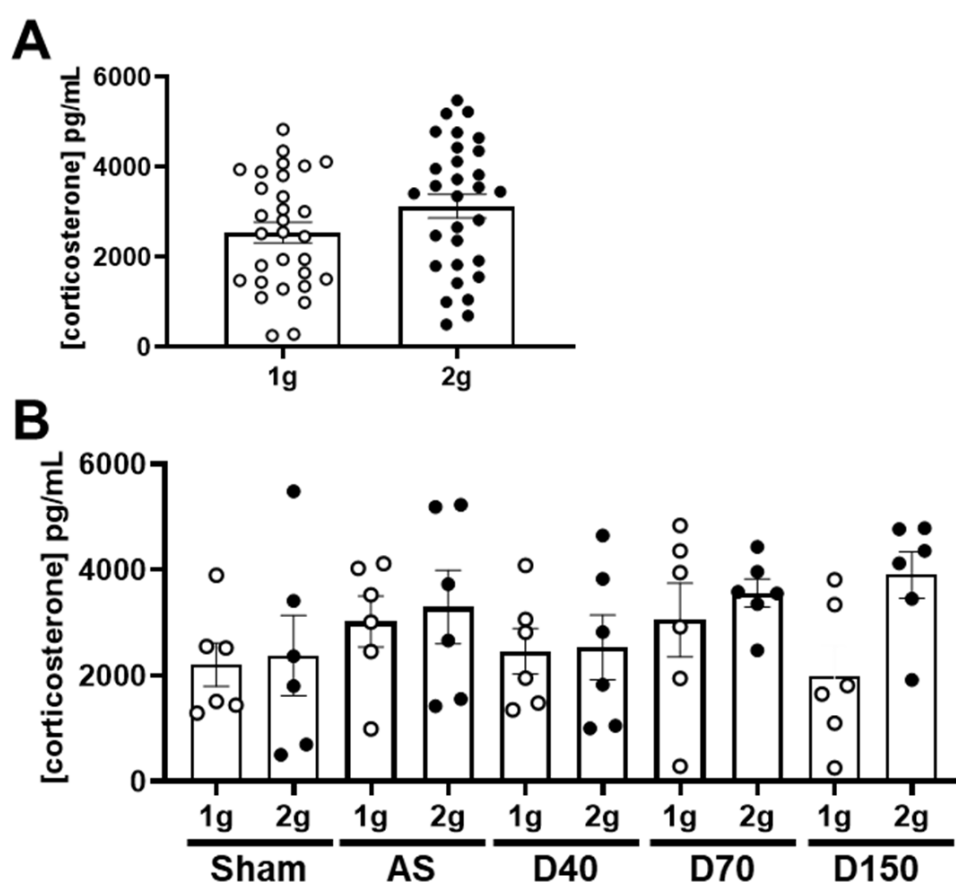 A
[corticosterone] pg/mL
6000
4000
2000
0
1g 2g
B
[corticosterone] pg/mL
6000
4000
2000
0
1g 2g 1g 2g 1g 2g 1g 2g 1g 2g
Sham AS D40 D70 D150